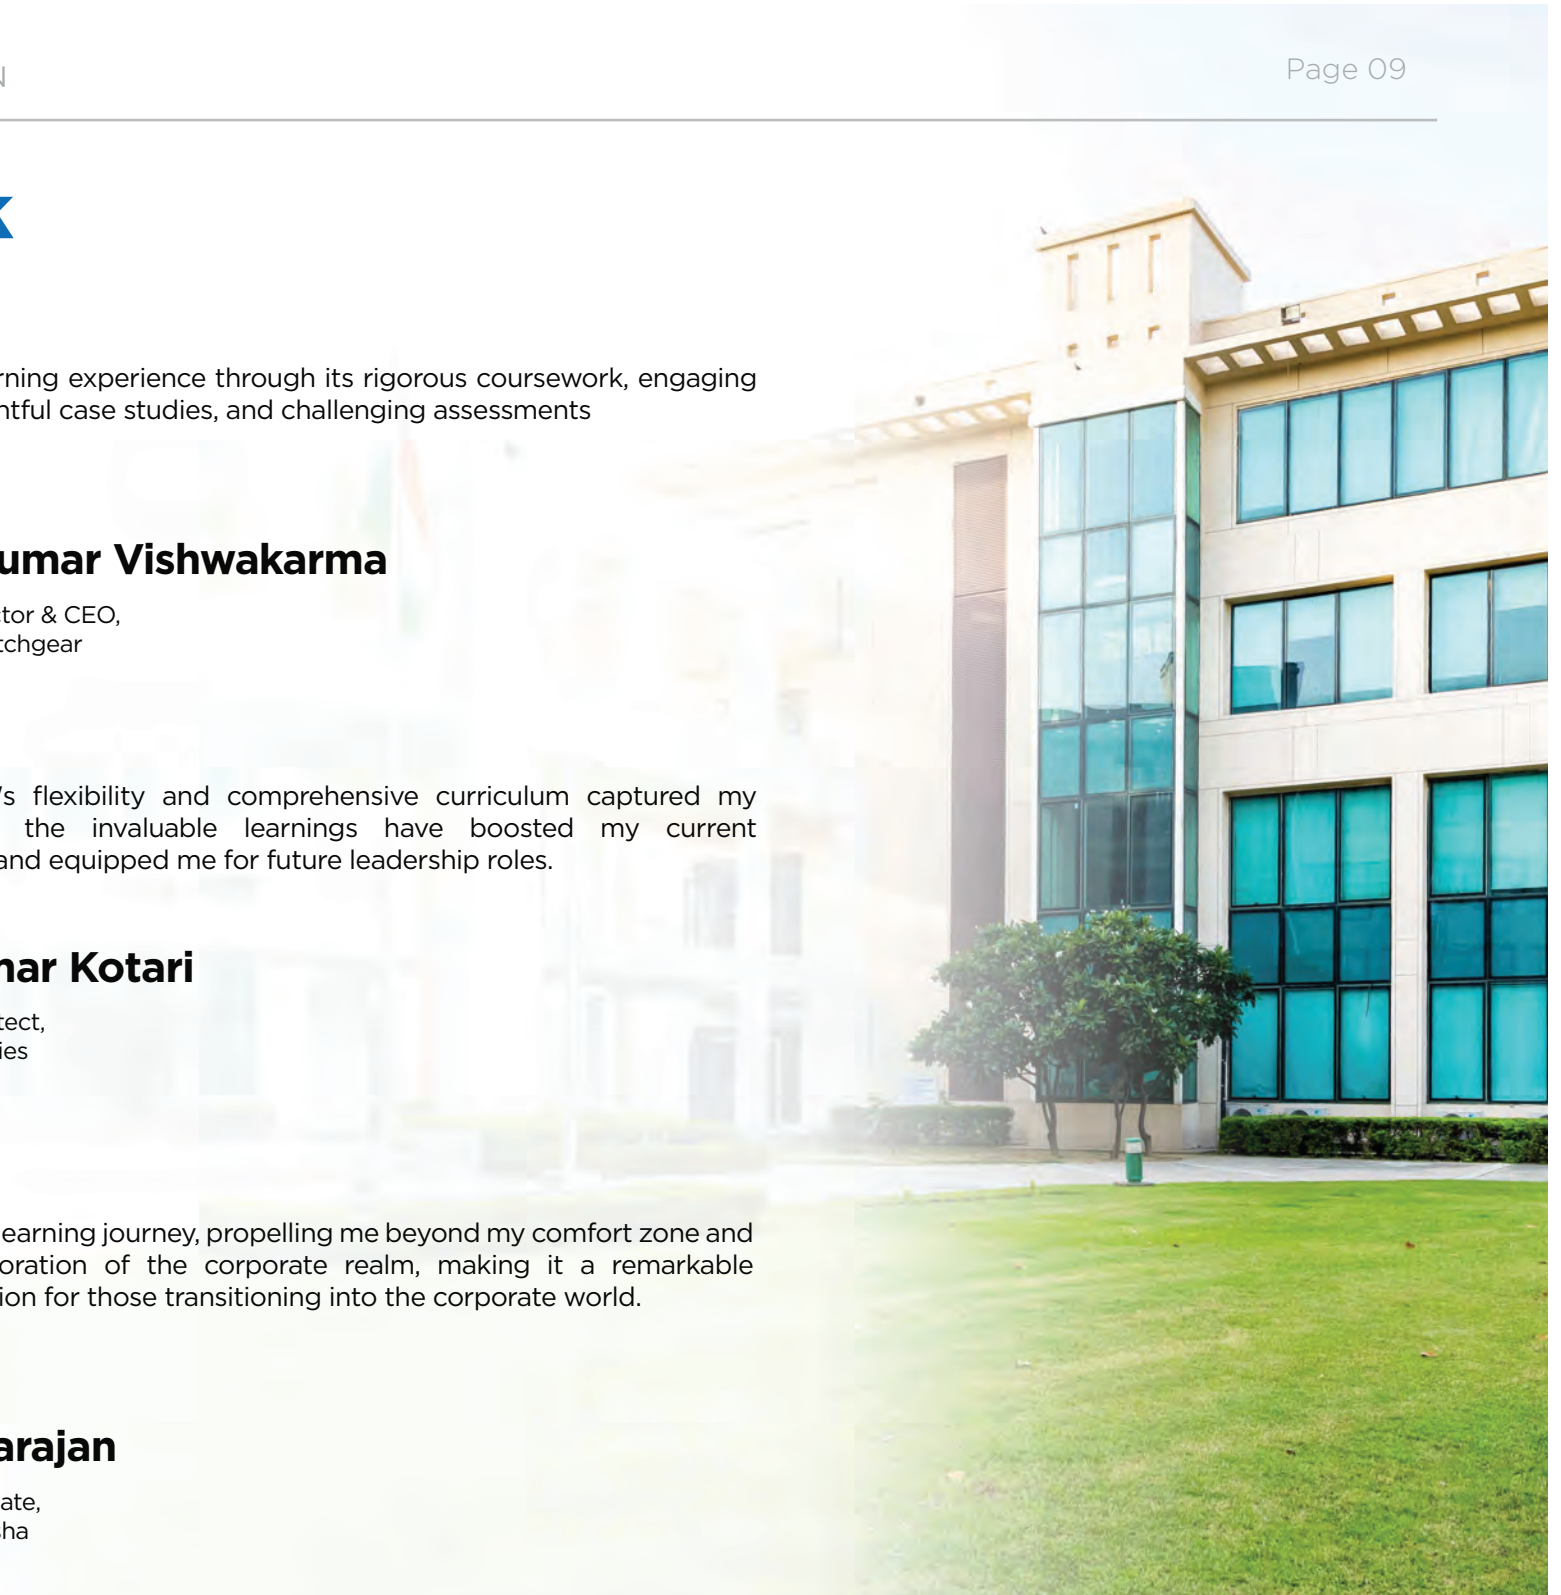 N
Page 09
K
rning experience through its rigorous coursework, engaging
ntful case studies, and challenging assessments
umar Vishwakarma
ctor & CEO,
tchgear
's flexibility and comprehensive curriculum captured my
the invaluable learnings have boosted my current
and equipped me for future leadership roles.
mar Kotari
tect,
ies
earning journey, propelling me beyond my comfort zone and
oration of the corporate realm, making it a remarkable
ion for those transitioning into the corporate world.
arajan
ate,
sha